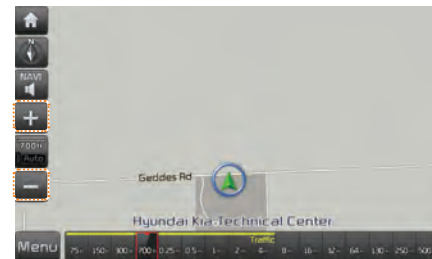 N
NAVI
700ft
Auto
Geddes Rd
Hyundai Kia Technical Center
Traffic
Menu 75ft 150 300 700ft 0.25 0.5 1 2 4 8 16 32 64 130 250 500